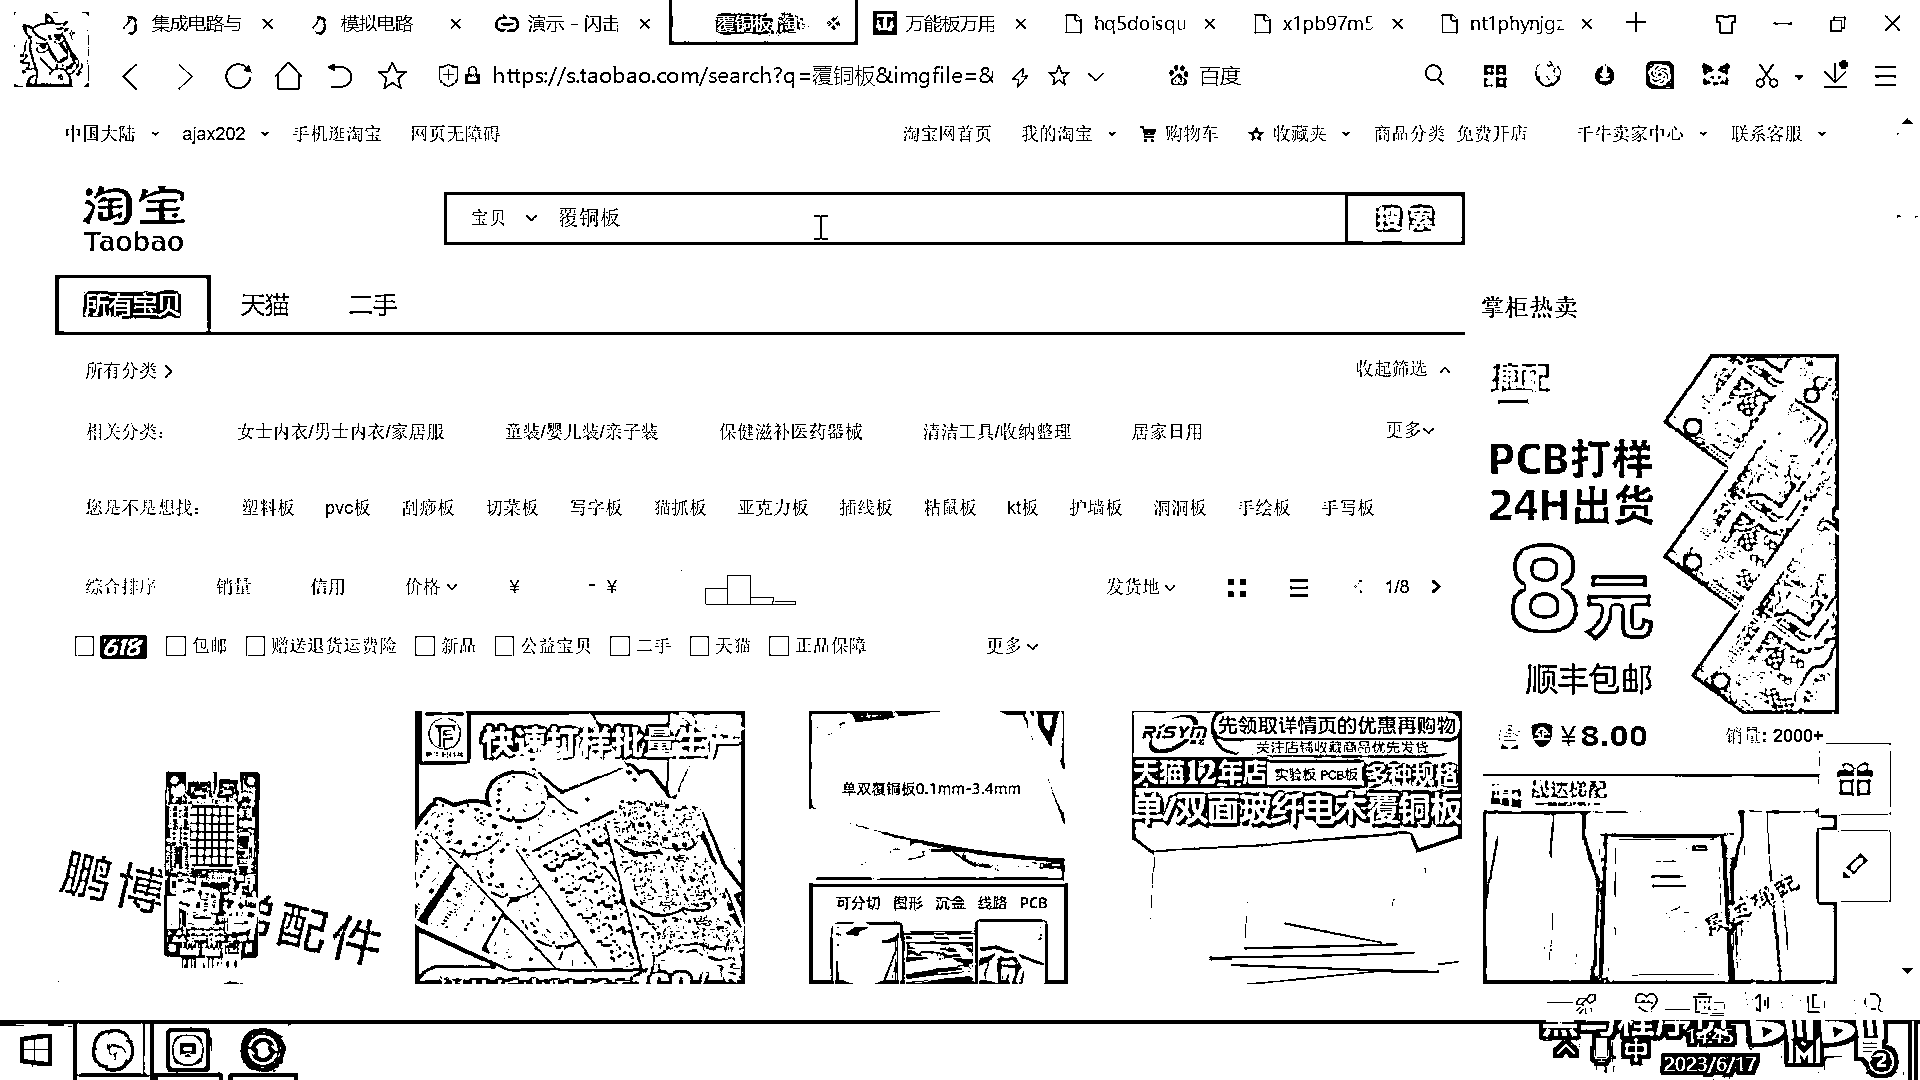 集成电路与
模拟电路
演示 - 闪击
覆铜板_淘
万能板万用
hq5doisqu
x1pb97m5
nt1phynjgz
https://s.taobao.com/search?q=覆铜板&imgfile=&
百度
中国大陆 ajax202 手机逛淘宝 网页无障碍
淘宝网首页 我的淘宝 购物车 收藏夹 商品分类 免费开店 千牛卖家中心 联系客服
淘宝
Taobao
宝贝 覆铜板
搜索
所有宝贝 天猫 二手
掌柜热卖
所有分类
收起筛选
相关分类: 女士内衣/男士内衣/家居服 童装/婴儿装/亲子装 保健滋补医药器械 清洁工具/收纳整理 居家日用 更多
您是不是想找: 塑料板 pvc板 刮痧板 切菜板 写字板 猫抓板 亚克力板 插线板 粘鼠板 kt板 护墙板 洞洞板 手绘板 手写板
综合排序 销量 信用 价格 ¥ - ¥ 发货地 1/8
618 包邮 赠送退货运费险 新品 公益宝贝 二手 天猫 正品保障 更多
PCB打样
24H出货
8元
顺丰包邮
¥8.00 销量: 2000+
快速打样批量生产
单双覆铜板0.1mm-3.4mm
可分切 图形 沉金 线路 PCB
RISYM
先领取详情页的优惠再购物
关注店铺收藏商品优先发货
天猫12年店 实验板 PCB板 多种规格
单/双面玻纤电木覆铜板
鹏博
配件
中
14:45
2023/6/17
2